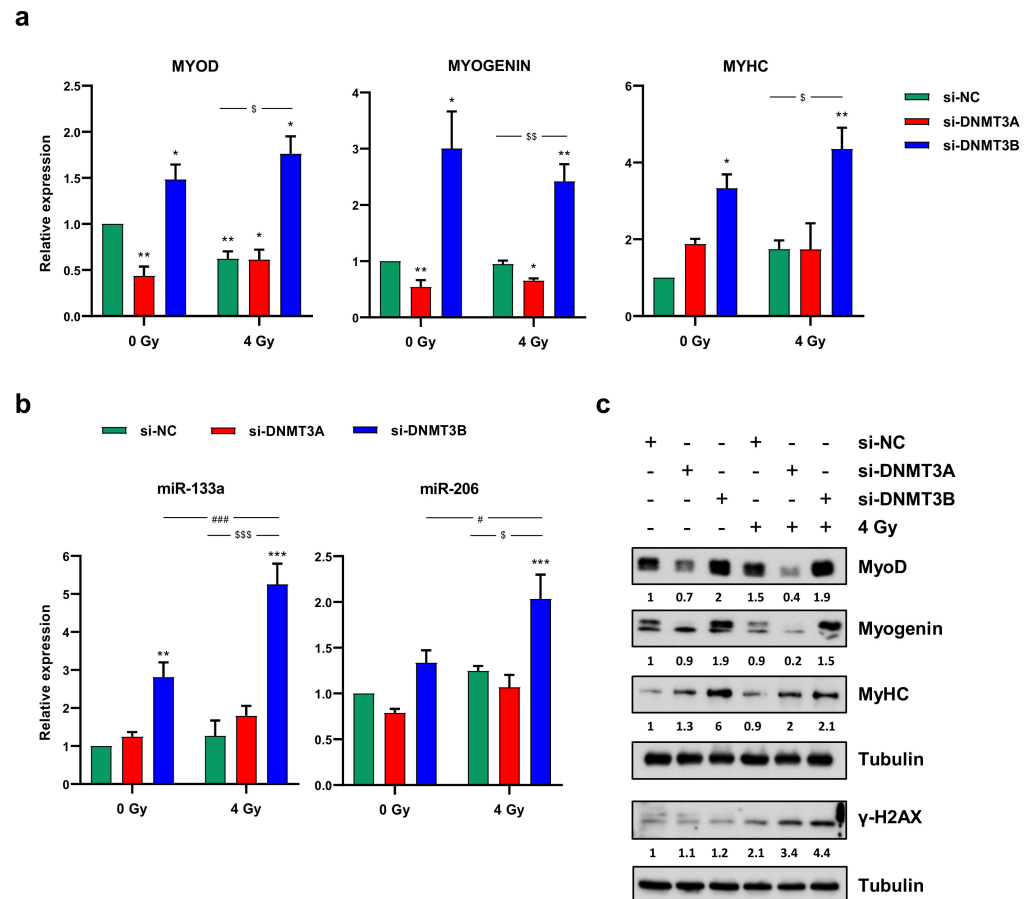 a
MYOD
MYOGENIN
MYHC
Relative expression
2.5
2.0
1.5
1.0
0.5
0.0
** * ** * *
$
0 Gy
4 Gy
4
3
2
1
0
** * * **
$$
0 Gy
4 Gy
6
4
2
0
* **
$
0 Gy
4 Gy
si-NC
si-DNMT3A
si-DNMT3B
b
si-NC
si-DNMT3A
si-DNMT3B
miR-133a
miR-206
Relative expression
###
$$$
6
5
4
3
2
1
0
** ***
0 Gy
4 Gy
#
$
2.5
2.0
1.5
1.0
0.5
0.0
***
0 Gy
4 Gy
c
+ - - + - - si-NC
- + - - + - si-DNMT3A
- - + - - + si-DNMT3B
- - - + + + 4 Gy
MyoD
1 0.7 2 1.5 0.4 1.9
Myogenin
1 0.9 1.9 0.9 0.2 1.5
MyHC
1 1.3 6 0.9 2 2.1
Tubulin
γ-H2AX
1 1.1 1.2 2.1 3.4 4.4
Tubulin